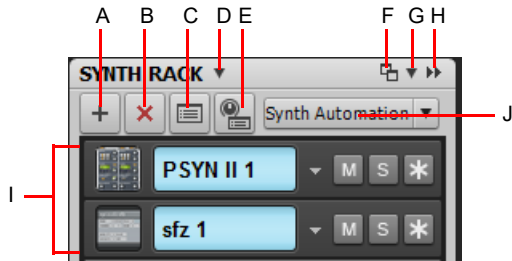 A B C D E F G H
SYNTH RACK
Synth Automation J
I
PSYN II 1 M S
sfz 1 M S